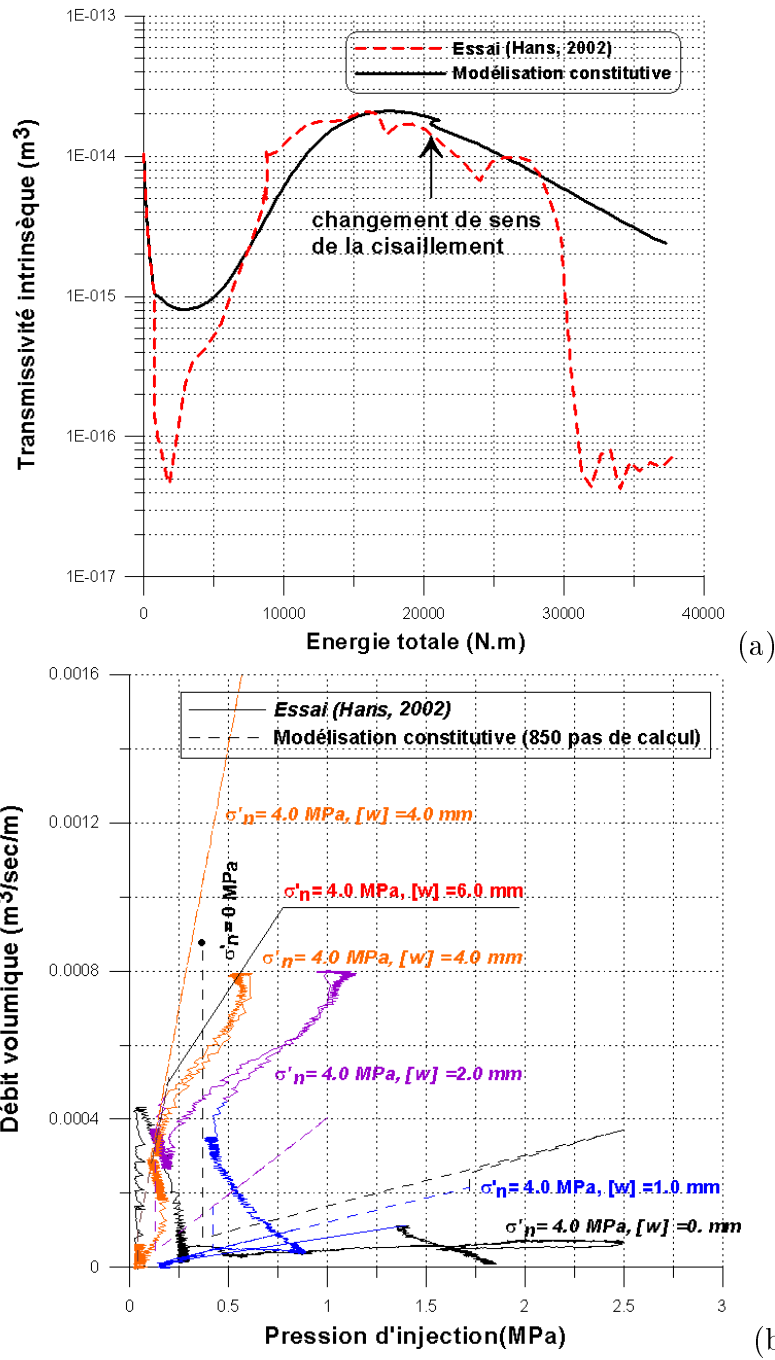 1E-013
Essai (Hans, 2002)
Modélisation constitutive
1E-014
changement de sens
de la cisaillement
1E-015
1E-016
1E-017
Transmissivité intrinsèque (m³)
0 10000 20000 30000 40000
Energie totale (N.m)
(a)
0.0016
Essai (Hans, 2002)
Modélisation constitutive (850 pas de calcul)
σ'n= 4.0 MPa, [w] =4.0 mm
0.0012
σ'n= 0 MPa
σ'n= 4.0 MPa, [w] =6.0 mm
σ'n= 4.0 MPa, [w] =4.0 mm
0.0008
σ'n= 4.0 MPa, [w] =2.0 mm
0.0004
σ'n= 4.0 MPa, [w] =1.0 mm
σ'n= 4.0 MPa, [w] =0. mm
0
Débit volumique (m³/sec/m)
0 0.5 1 1.5 2 2.5 3
Pression d'injection(MPa)
(b